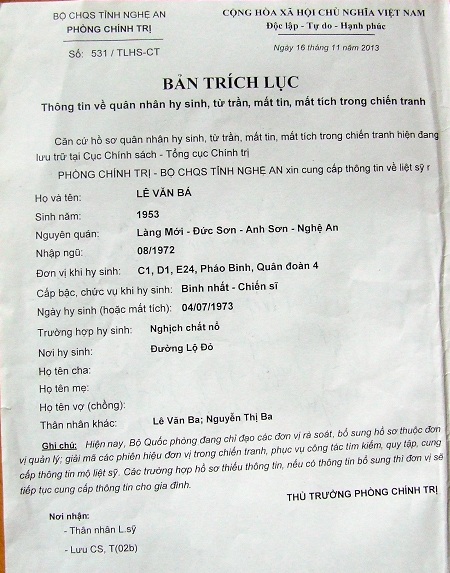 BỘ CHQS TỈNH NGHỆ AN
PHÒNG CHÍNH TRỊ
Số: 531 / TLHS-CT
CỘNG HÒA XÃ HỘI CHỦ NGHĨA VIỆT NAM
Độc lập - Tự do - Hạnh phúc
Ngày 16 tháng 11 năm 2013
BẢN TRÍCH LỤC
Thông tin về quân nhân hy sinh, từ trần, mất tin, mất tích trong chiến tranh
Căn cứ hồ sơ quân nhân hy sinh, từ trần, mất tin, mất tích trong chiến tranh hiện đang
lưu trữ tại Cục Chính sách - Tổng cục Chính trị
PHÒNG CHÍNH TRỊ - BỘ CHQS TỈNH NGHỆ AN xin cung cấp thông tin về liệt sỹ
Họ và tên: LÊ VĂN BÁ
Sinh năm: 1953
Nguyên quán: Làng Mới - Đức Sơn - Anh Sơn - Nghệ An
Nhập ngũ: 08/1972
Đơn vị khi hy sinh: C1, D1, E24, Pháo Binh, Quân đoàn 4
Cấp bậc, chức vụ khi hy sinh: Binh nhất - Chiến sĩ
Ngày hy sinh (hoặc mất tích): 04/07/1973
Trường hợp hy sinh: Nghịch chất nổ
Nơi hy sinh: Đường Lộ Đỏ
Họ tên cha:
Họ tên mẹ:
Họ tên vợ (chồng):
Thân nhân khác: Lê Văn Ba; Nguyễn Thị Ba
Ghi chú: Hiện nay, Bộ Quốc phòng đang chỉ đạo các đơn vị rà soát, bổ sung hồ sơ thuộc đơn
vị quản lý; giải mã các phiên hiệu đơn vị trong chiến tranh, phục vụ công tác tìm kiếm, quy tập, cung
cấp thông tin mộ liệt sỹ. Các trường hợp hồ sơ thiếu thông tin, nếu có thông tin bổ sung thì đơn vị sẽ
tiếp tục cung cấp thông tin cho gia đình.
THỦ TRƯỞNG PHÒNG CHÍNH TRỊ
Nơi nhận:
- Thân nhân L.sỹ
- Lưu CS, T(02b)